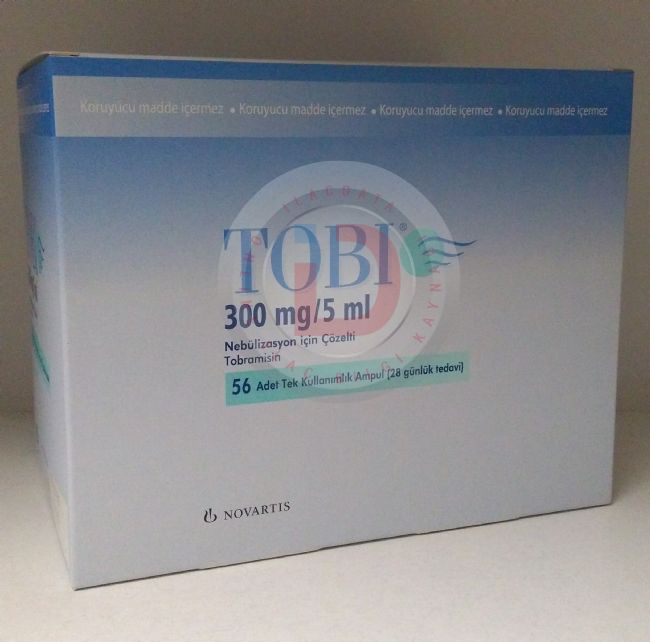 Koruyucu madde içermez • Koruyucu madde içermez • Koruyucu madde içermez • Koruyucu madde içermez
TOBI®
300 mg/5 ml
Nebülizasyon için Çözelti
Tobramisin
56 Adet Tek Kullanımlık Ampul (28 günlük tedavi)
NOVARTIS